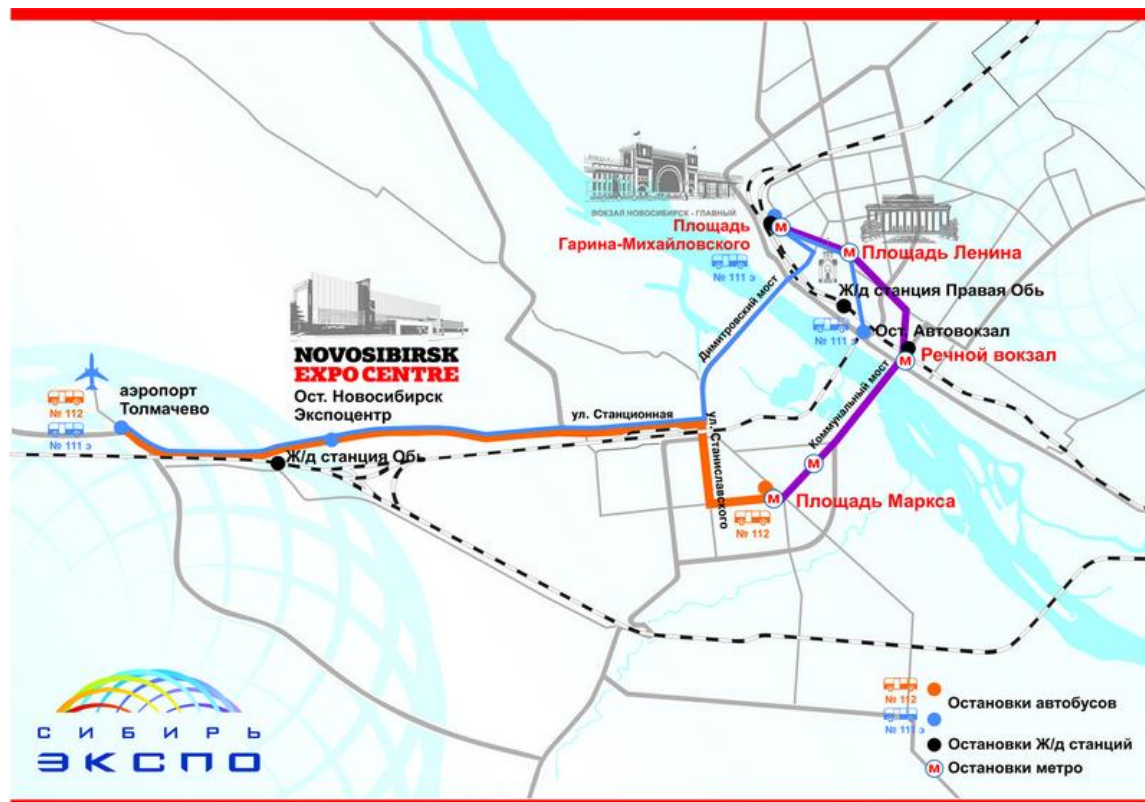 ВОКЗАЛ НОВОСИБИРСК - ГЛАВНЫЙ
Площадь
Гарина-Михайловского
М
№ 111 э
М
Площадь Ленина
Димитровский мост
Ж/д станция Правая Обь
№ 111 э
Ост. Автовокзал
М
Речной вокзал
Коммунальный мост
NOVOSIBIRSK
EXPO CENTRE
Ост. Новосибирск
Экспоцентр
аэропорт
Толмачево
№ 112
№ 111 э
ул. Станционная
ул. Станиславского
Ж/д станция Обь
М
М
Площадь Маркса
№ 112
СИБИРЬ
ЭКСПО
№ 112
Остановки автобусов
№ 111 э
Остановки Ж/д станций
М
Остановки метро